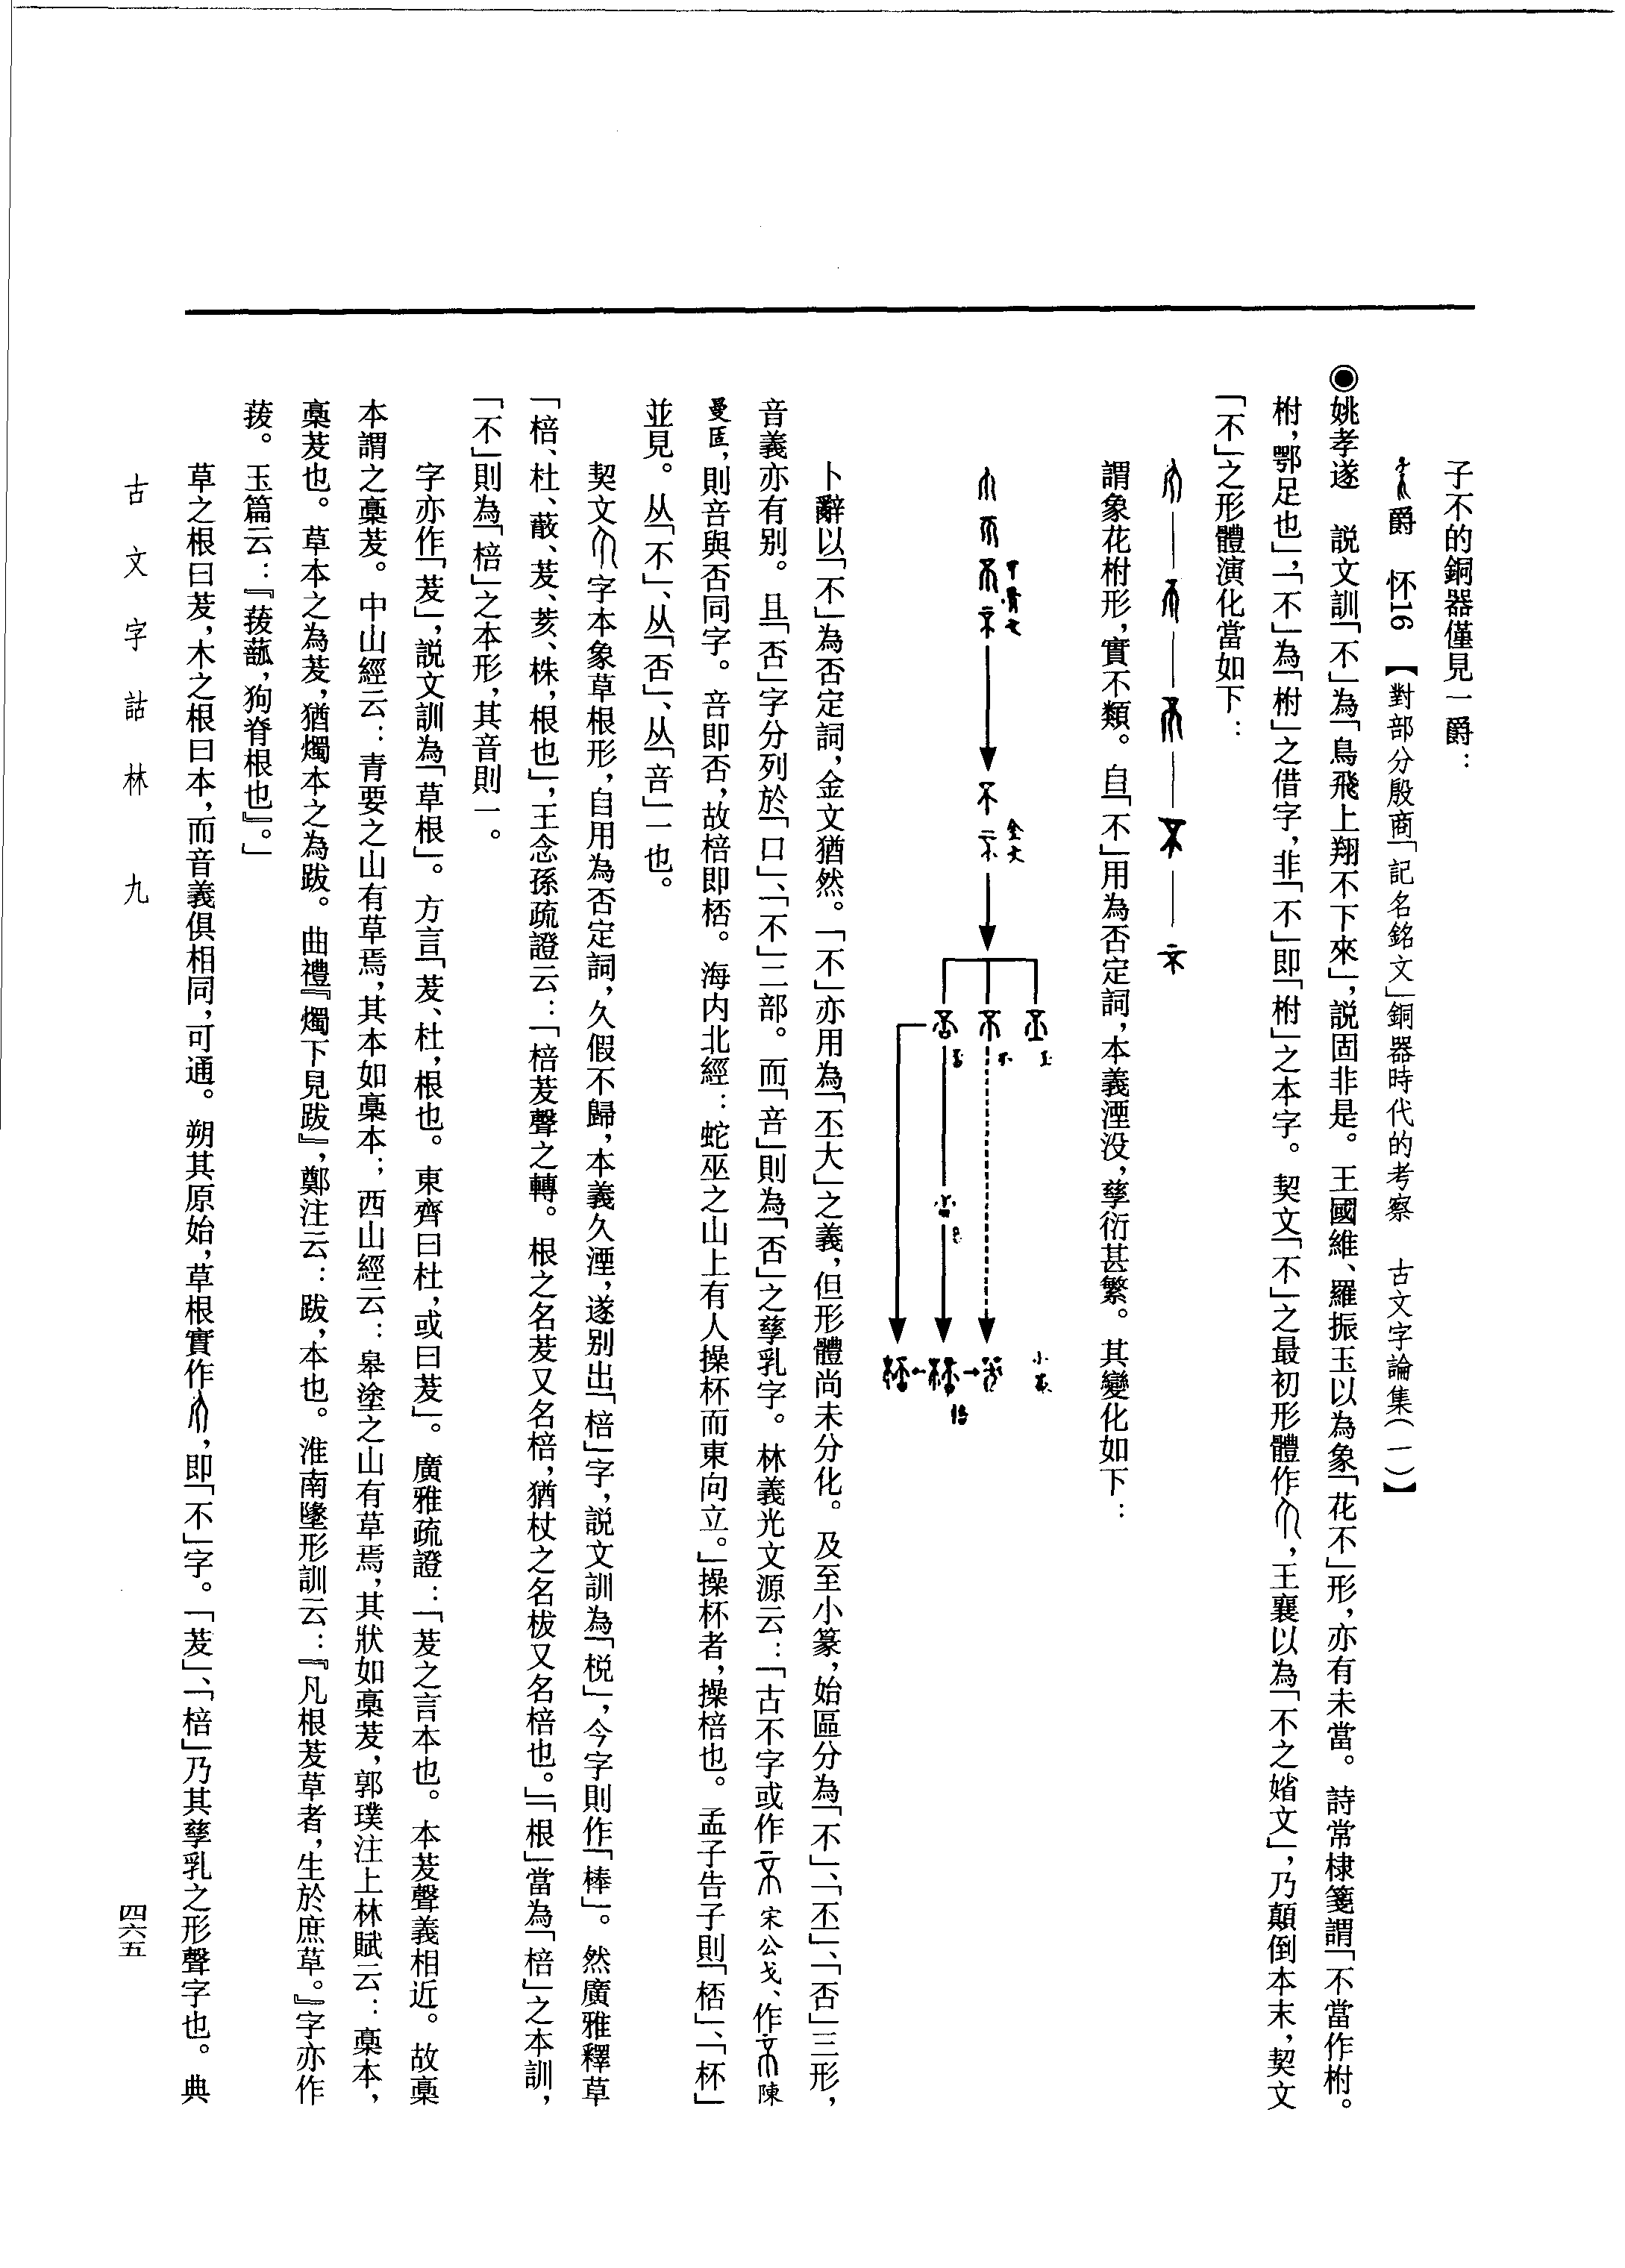 子不的銅器僅見一爵：
爵　怀16　【對部分殷商「記名銘文」銅器時代的考察　古文字論集（一）】
◉姚孝遂　説文訓「不」為「鳥飛上翔不下來」，説固非是。王國維、羅振玉以為象「花不」形，亦有未當。詩常棣箋謂「不當作柎。
柎，鄂足也」，「不」為「柎」之借字，非「不」即「柎」之本字。契文「不」之最初形體作，王襄以為「不之媘文」，乃顛倒本末，契文
「不」之形體演化當如下：
謂象花柎形，實不類。自「不」用為否定詞，本義湮没，孳衍甚繁。其變化如下：
甲骨文
金文
丕
不
否
小篆
棓
卜辭以「不」為否定詞，金文猶然。「不」亦用為「丕大」之義，但形體尚未分化。及至小篆，始區分為「不」、「丕」、「否」三形，
音義亦有别。且「否」字分列於「口」、「不」二部。而「咅」則為「否」之孳乳字。林義光文源云：「古不字或作宋公戈、作陳
曼匡，則咅與否同字。咅即否，故棓即桮。海内北經：蛇巫之山上有人操杯而東向立。」操杯者，操棓也。孟子告子則「桮」、「杯」
並見。从「不」、从「否」、从「咅」一也。
契文字本象草根形，自用為否定詞，久假不歸，本義久湮，遂别出「棓」字，説文訓為「棁」，今字則作「棒」。然廣雅釋草
「棓、杜、蔽、茇、荄、株，根也」，王念孫疏證云：「棓茇聲之轉。根之名茇又名棓，猶杖之名柭又名棓也。」「根」當為「棓」之本訓，
「不」則為「棓」之本形，其音則一。
字亦作「茇」，説文訓為「草根」。方言「茇、杜，根也。東齊曰杜，或曰茇」。廣雅疏證：「茇之言本也。本茇聲義相近。故稾
本謂之稾茇。中山經云：青要之山有草焉，其本如稾本；西山經云：皋塗之山有草焉，其狀如稾茇，郭璞注上林賦云：稾本，
稾茇也。草本之為茇，猶燭本之為跋。曲禮『燭下見跋』，鄭注云：跋，本也。淮南墬形訓云：『凡根茇草者，生於庶草。』字亦作
菝。玉篇云：『菝䔯，狗脊根也』。」
草之根曰茇，木之根曰本，而音義俱相同，可通。朔其原始，草根實作，即「不」字。「茇」、「棓」乃其孳乳之形聲字也。典
古文字詁林　九
四六五